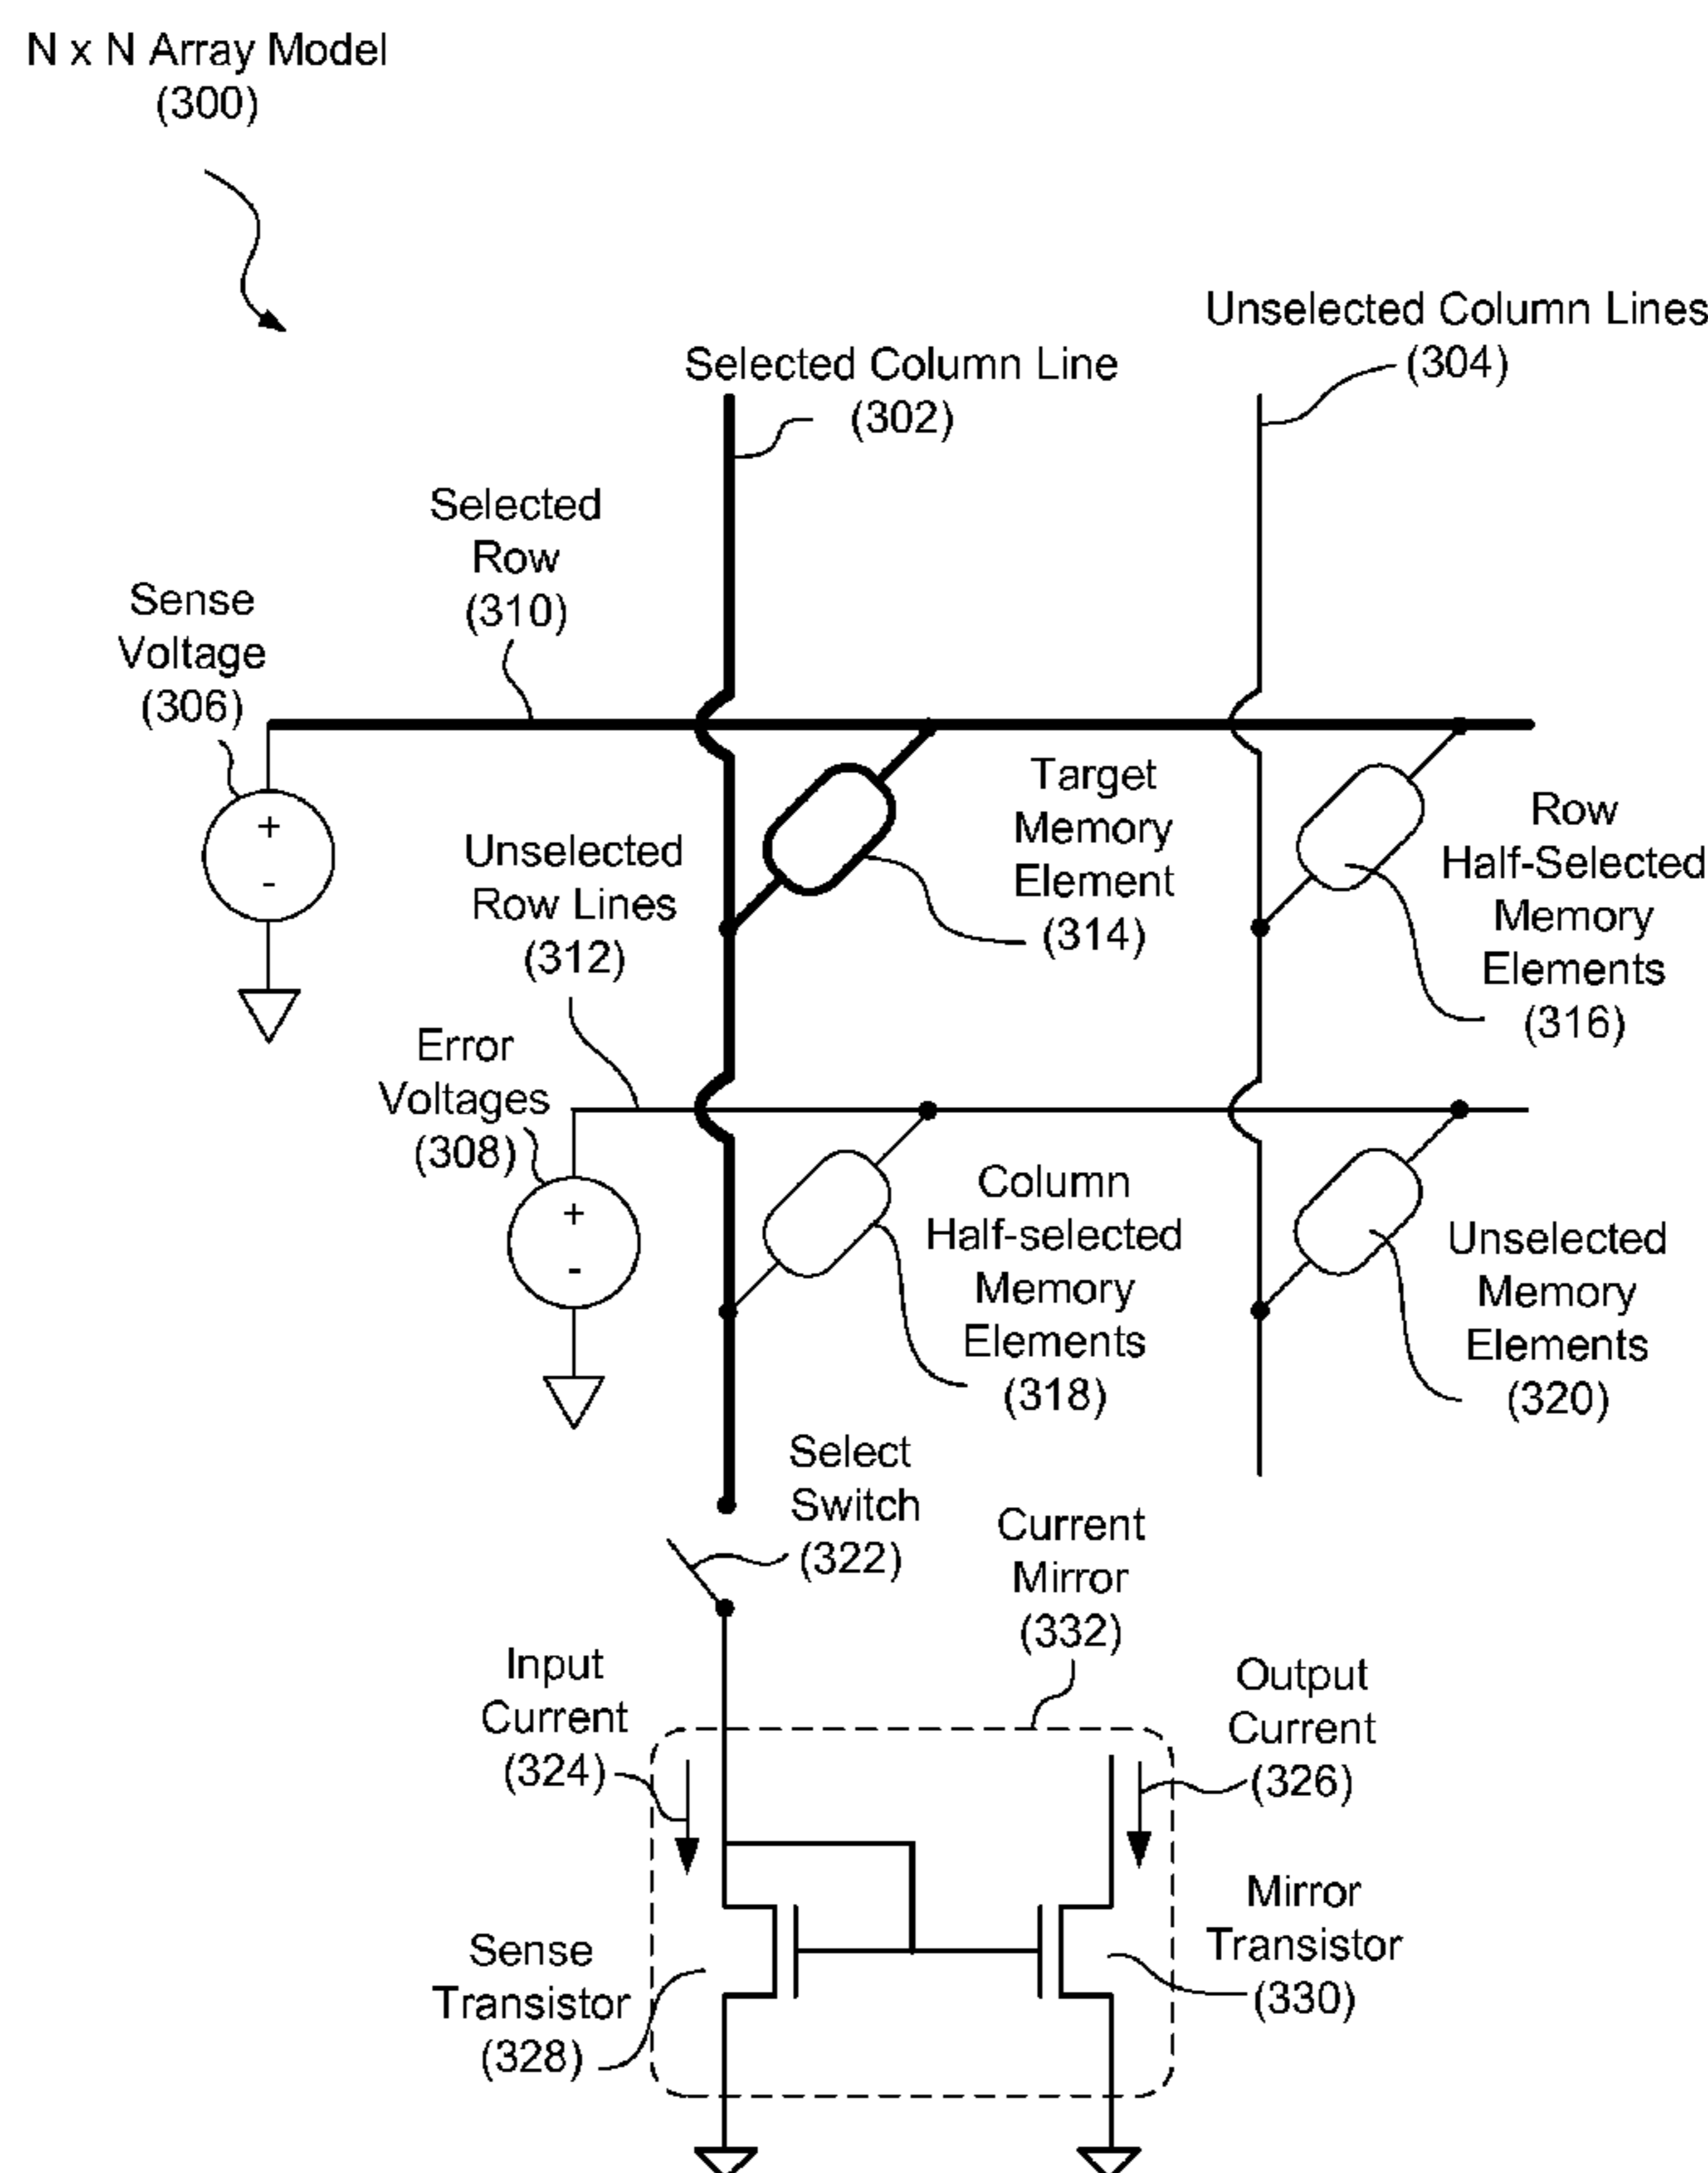 N x N Array Model
(300)
Unselected Column Lines
(304)
Selected Column Line
(302)
Selected
Row
(310)
Sense
Voltage
(306)
+
-
Target
Memory
Element
(314)
Row
Half-Selected
Memory
Elements
(316)
Unselected
Row Lines
(312)
Error
Voltages
(308)
+
-
Column
Half-selected
Memory
Elements
(318)
Unselected
Memory
Elements
(320)
Select
Switch
(322)
Current
Mirror
(332)
Input
Current
(324)
Output
Current
(326)
Sense
Transistor
(328)
Mirror
Transistor
(330)